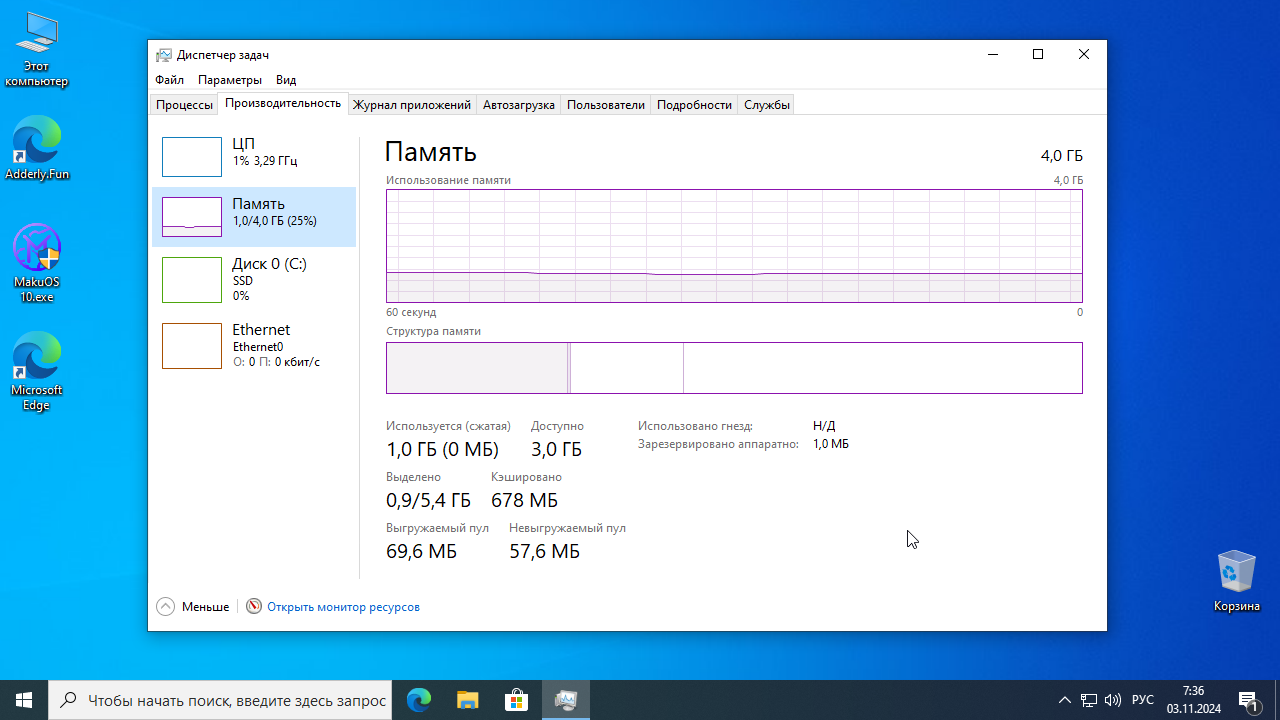 Этот
компьютер
Adderly.Fun
MakuOS
10.exe
Microsoft
Edge
Диспетчер задач
Файл Параметры Вид
Процессы Производительность Журнал приложений Автозагрузка Пользователи Подробности Службы
ЦП
1% 3,29 ГГц
Память
1,0/4,0 ГБ (25%)
Диск 0 (C:)
SSD
0%
Ethernet
Ethernet0
О: 0 П: 0 кбит/с
Память 4,0 ГБ
Использование памяти 4,0 ГБ
60 секунд 0
Структура памяти
Используется (сжатая) Доступно
1,0 ГБ (0 МБ) 3,0 ГБ
Выделено Кэшировано
0,9/5,4 ГБ 678 МБ
Выгружаемый пул Невыгружаемый пул
69,6 МБ 57,6 МБ
Использовано гнезд: Н/Д
Зарезервировано аппаратно: 1,0 МБ
Меньше Открыть монитор ресурсов
Корзина
Чтобы начать поиск, введите здесь запрос
РУС
7:36
03.11.2024
1